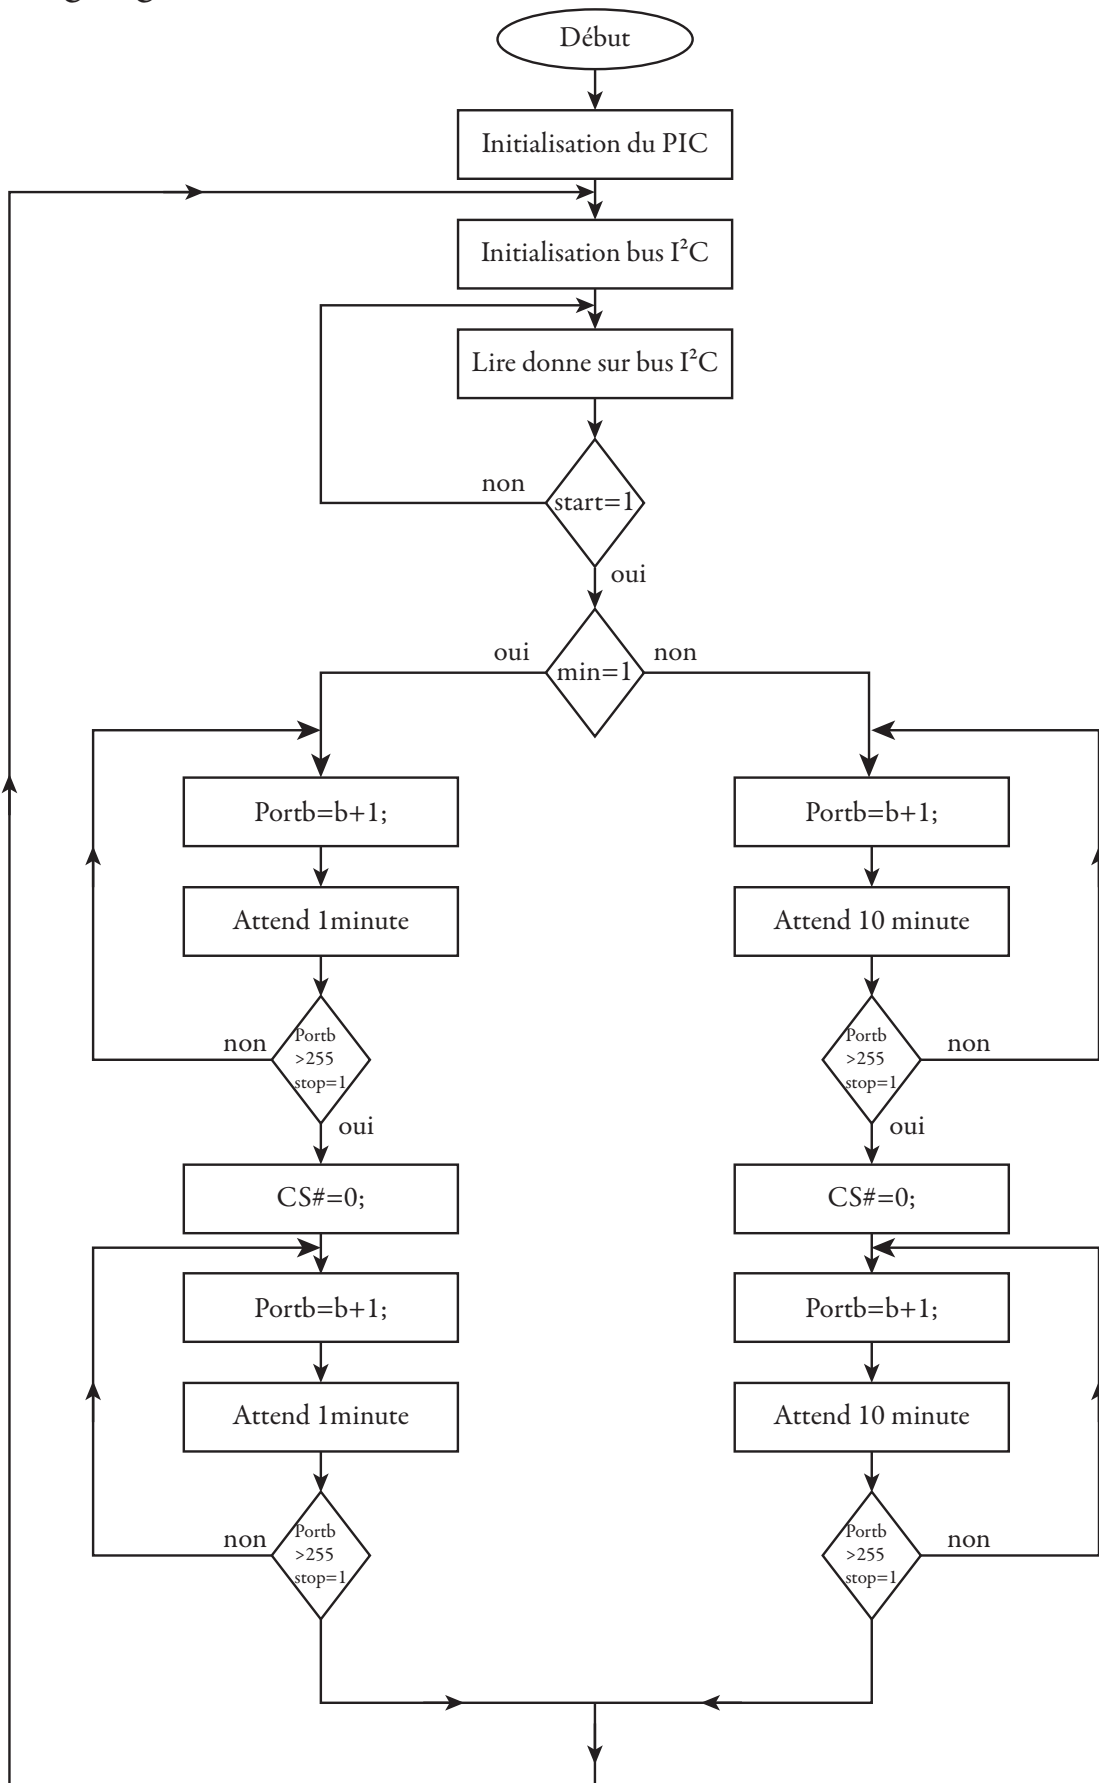 Début
Initialisation du PIC
Initialisation bus I²C
Lire donne sur bus I²C
non
start=1
oui
oui
min=1
non
Portb=b+1;
Attend 1minute
non
Portb
>255
stop=1
oui
CS#=0;
Portb=b+1;
Attend 1minute
non
Portb
>255
stop=1
Portb=b+1;
Attend 10 minute
Portb
>255
stop=1
non
oui
CS#=0;
Portb=b+1;
Attend 10 minute
Portb
>255
stop=1
non